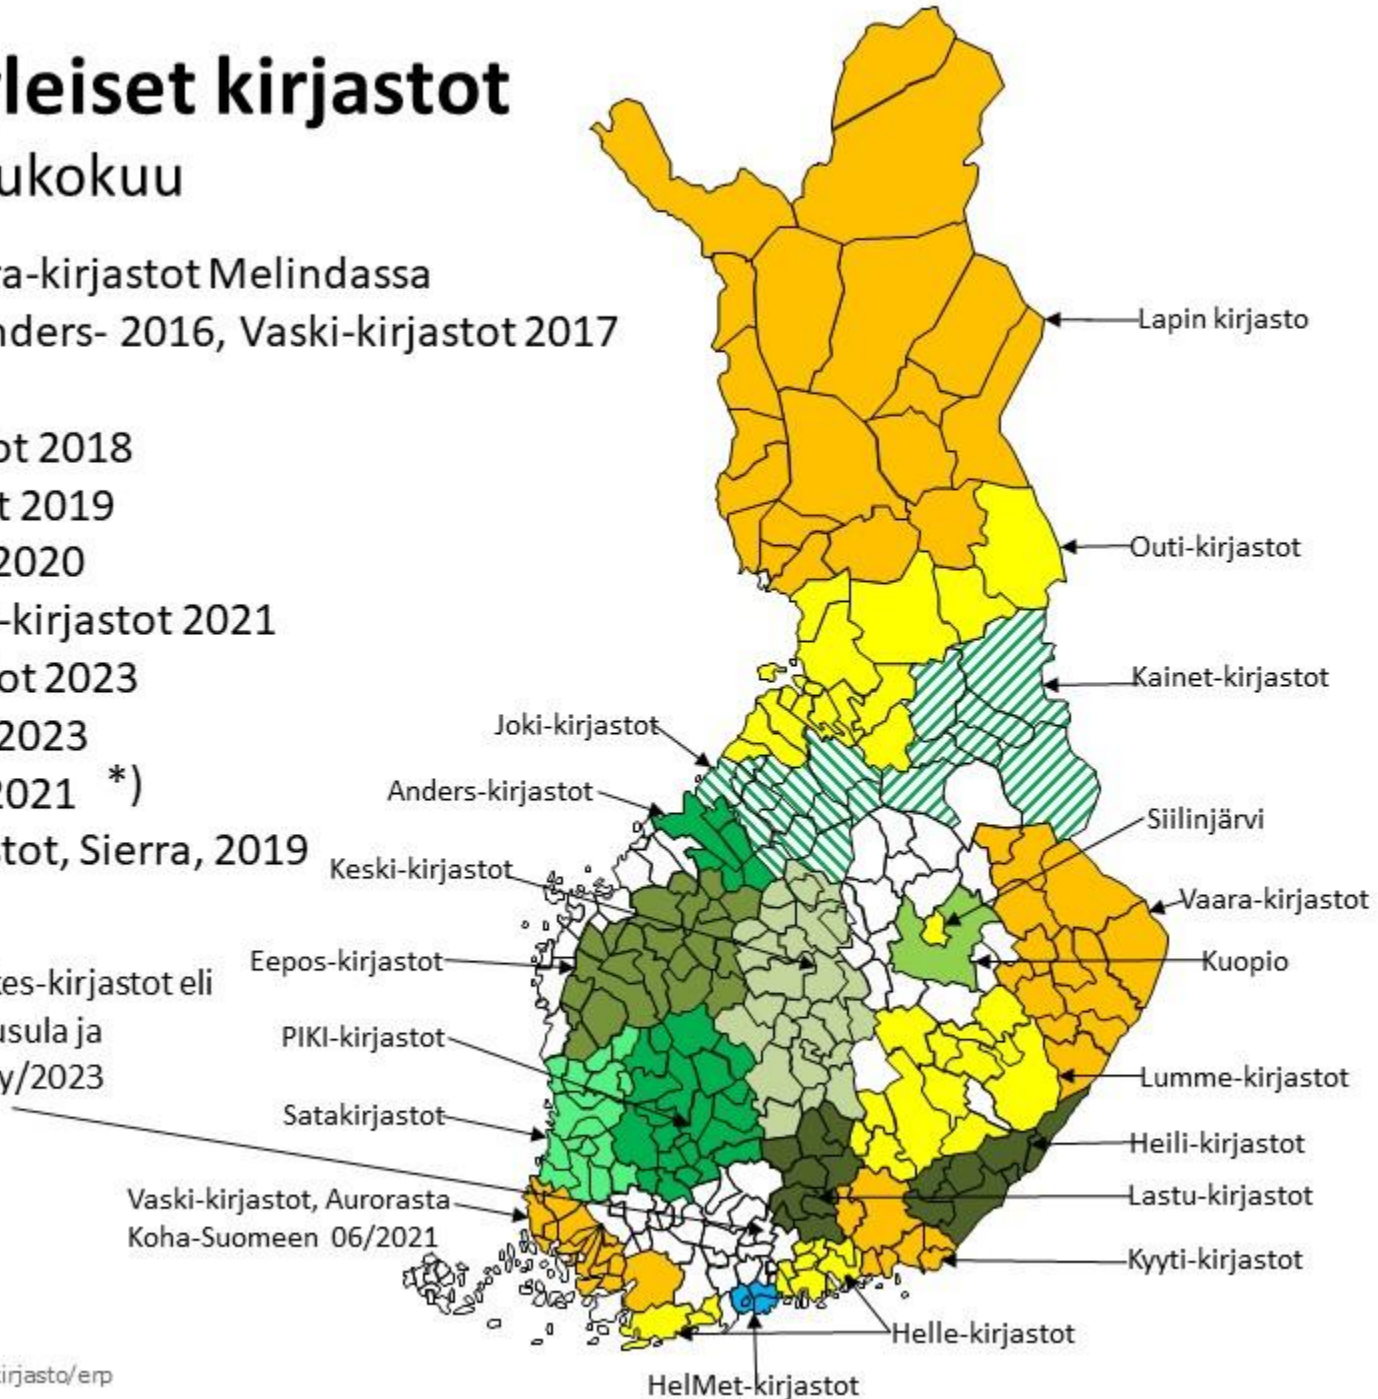 leiset kirjastot
ukokuu
ra-kirjastot Melindassa
nders- 2016, Vaski-kirjastot 2017
ot 2018
t 2019
2020
-kirjastot 2021
ot 2023
2023
2021 *)
tot, Sierra, 2019
kes-kirjastot eli
usula ja
y/2023
Lapin kirjasto
Outi-kirjastot
Kainet-kirjastot
Joki-kirjastot
Anders-kirjastot
Siilinjärvi
Keski-kirjastot
Vaara-kirjastot
Eepos-kirjastot
Kuopio
PIKI-kirjastot
Lumme-kirjastot
Satakirjastot
Heili-kirjastot
Vaski-kirjastot, Aurorasta
Koha-Suomeen 06/2021
Lastu-kirjastot
Kyyti-kirjastot
Helle-kirjastot
HelMet-kirjastot
irjasto/erp